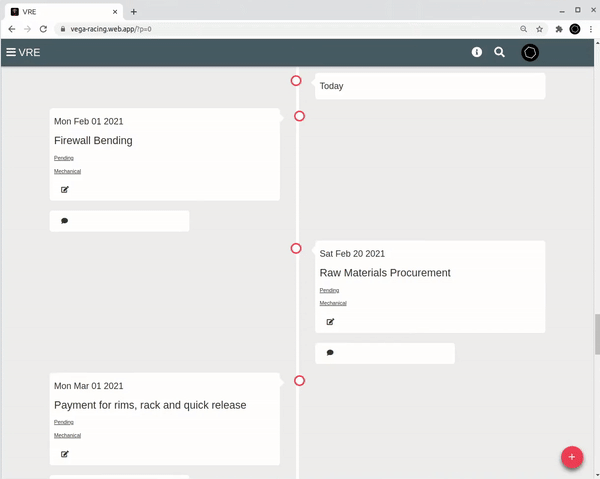 VRE
vega-racing.web.app/?p=0
VRE
Today
Mon Feb 01 2021
Firewall Bending
Pending
Mechanical
Sat Feb 20 2021
Raw Materials Procurement
Pending
Mechanical
Mon Mar 01 2021
Payment for rims, rack and quick release
Pending
Mechanical